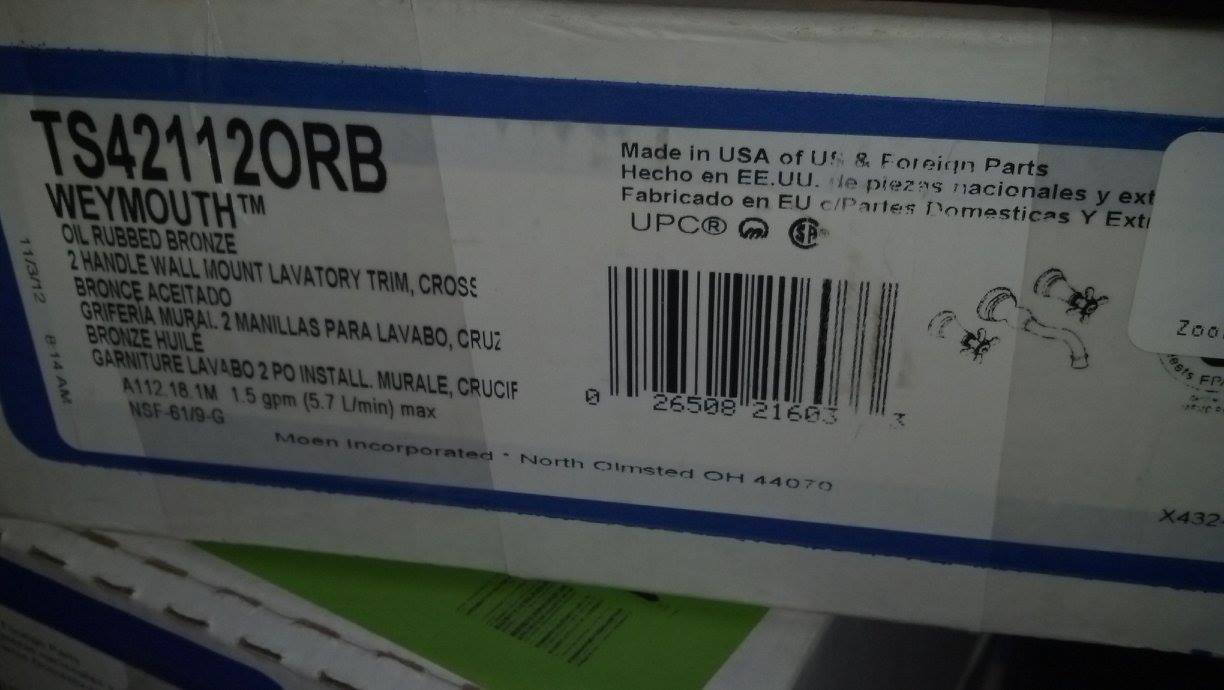 TS42112ORB
WEYMOUTH™
OIL RUBBED BRONZE
2 HANDLE WALL MOUNT LAVATORY TRIM, CROSS
BRONCE ACEITADO
GRIFERÍA MURAL 2 MANILLAS PARA LAVABO, CRUZ
BRONZE HUILÉ
GARNITURE LAVABO 2 PO INSTALL. MURALE, CRUCIF
A112.18.1M 1.5 gpm (5.7 L/min) max
NSF-61/9-G
11/3/12 8:14 AM
Made in USA of US & Foreign Parts
Hecho en EE.UU. de piezas nacionales y ext
Fabricado en EU c/Partes Domesticas Y Ext
UPC®
0 26508 21603 3
Moen Incorporated * North Olmsted OH 44070
Zoo
X432